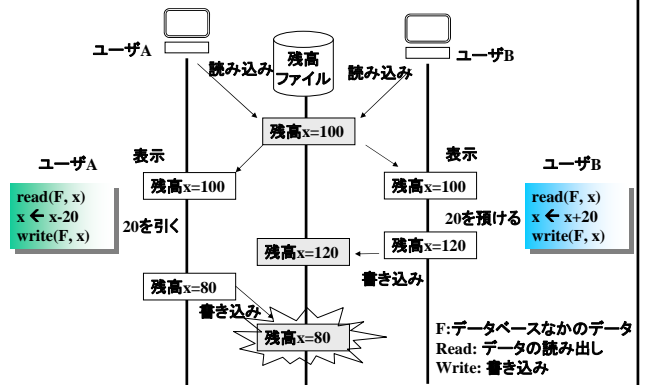 ユーザA
残高
ファイル
ユーザB
読み込み
読み込み
残高x=100
ユーザA
表示
表示
ユーザB
残高x=100
残高x=100
read(F, x)
x ← x-20
write(F, x)
20を引く
20を預ける
read(F, x)
x ← x+20
write(F, x)
残高x=120
残高x=120
書き込み
残高x=80
書き込み
残高x=80
F:データベースなかのデータ
Read: データの読み出し
Write: 書き込み